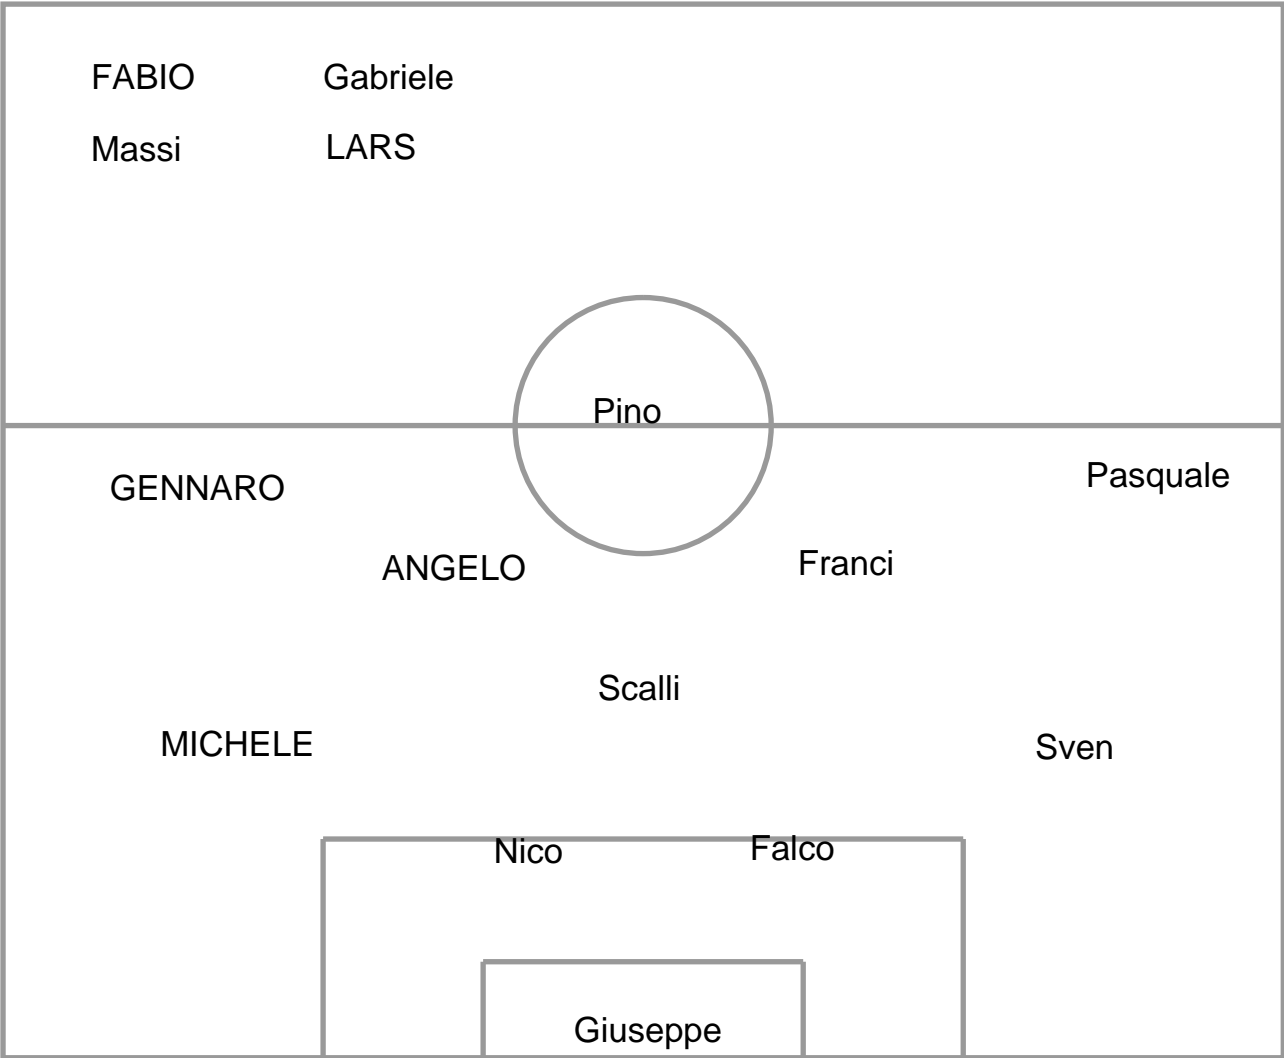 FABIO Gabriele
Massi LARS
Pino
GENNARO Pasquale
ANGELO Franci
Scalli
MICHELE Sven
Nico Falco
Giuseppe